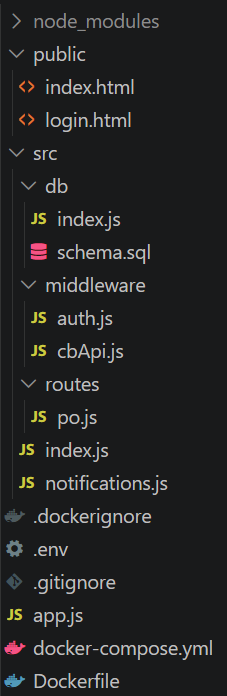 node_modules
public
<> index.html
<> login.html
src
db
JS index.js
schema.sql
middleware
JS auth.js
JS cbApi.js
routes
JS po.js
JS index.js
JS notifications.js
.dockerignore
.env
.gitignore
JS app.js
docker-compose.yml
Dockerfile